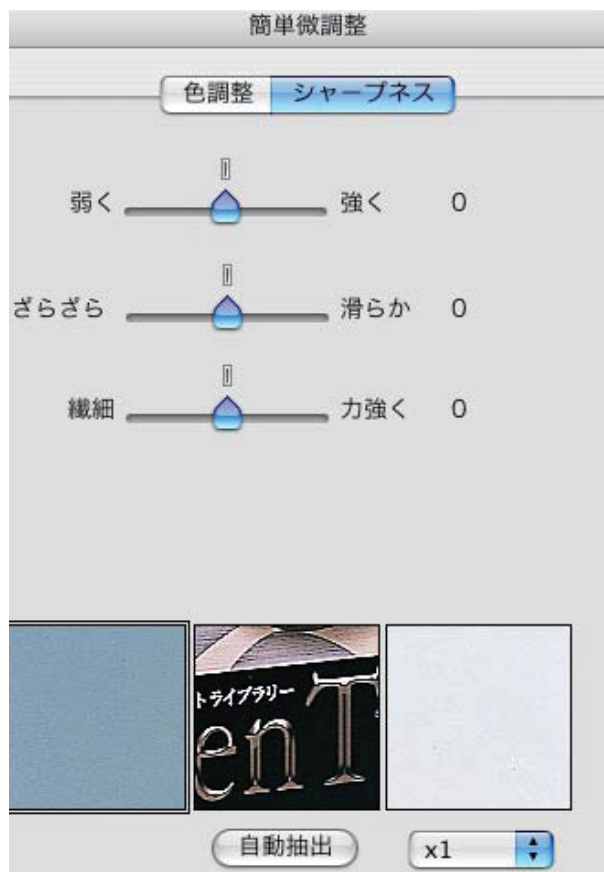 簡単微調整
色調整 シャープネス
弱く 強く 0
ざらざら 滑らか 0
繊細 力強く 0
トライブラリー
en T
自動抽出 x1